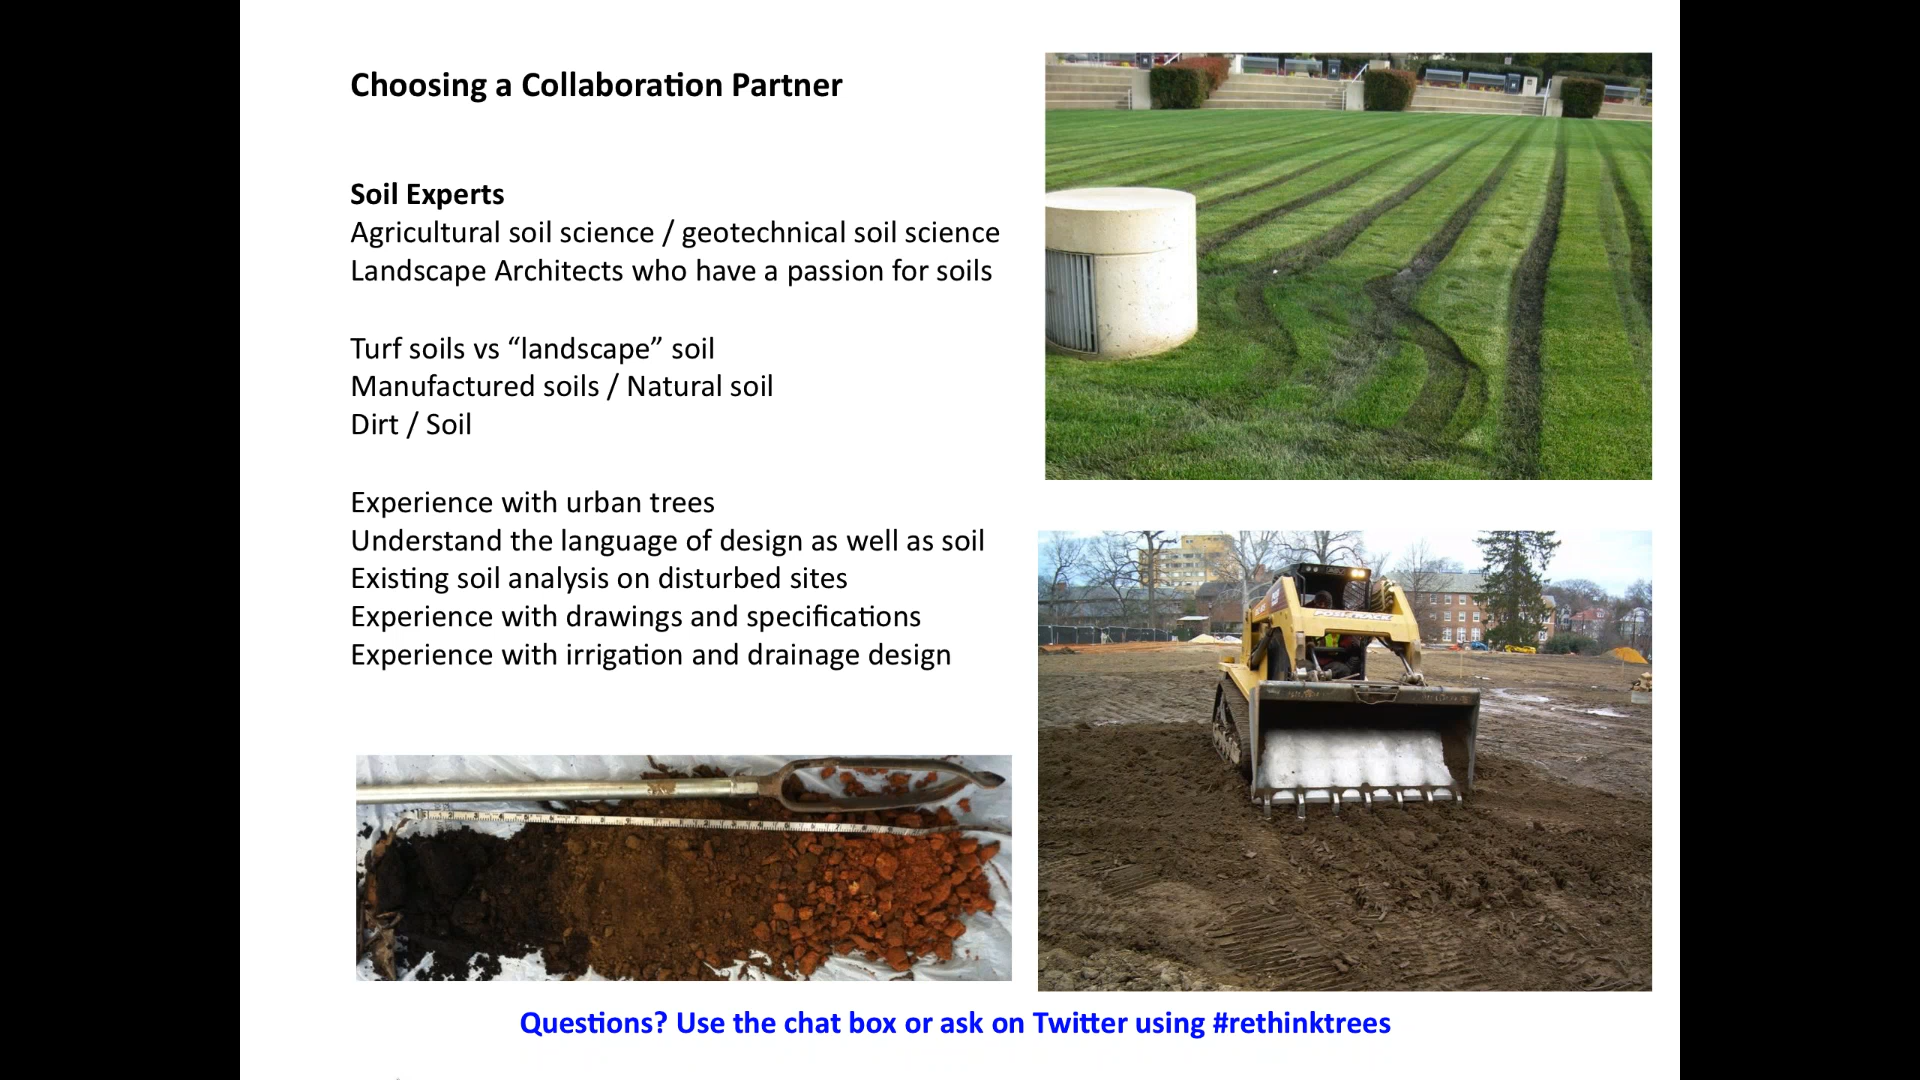 Choosing a Collaboration Partner
Soil Experts
Agricultural soil science / geotechnical soil science
Landscape Architects who have a passion for soils
Turf soils vs “landscape” soil
Manufactured soils / Natural soil
Dirt / Soil
Experience with urban trees
Understand the language of design as well as soil
Existing soil analysis on disturbed sites
Experience with drawings and specifications
Experience with irrigation and drainage design
Questions? Use the chat box or ask on Twitter using #rethinktrees